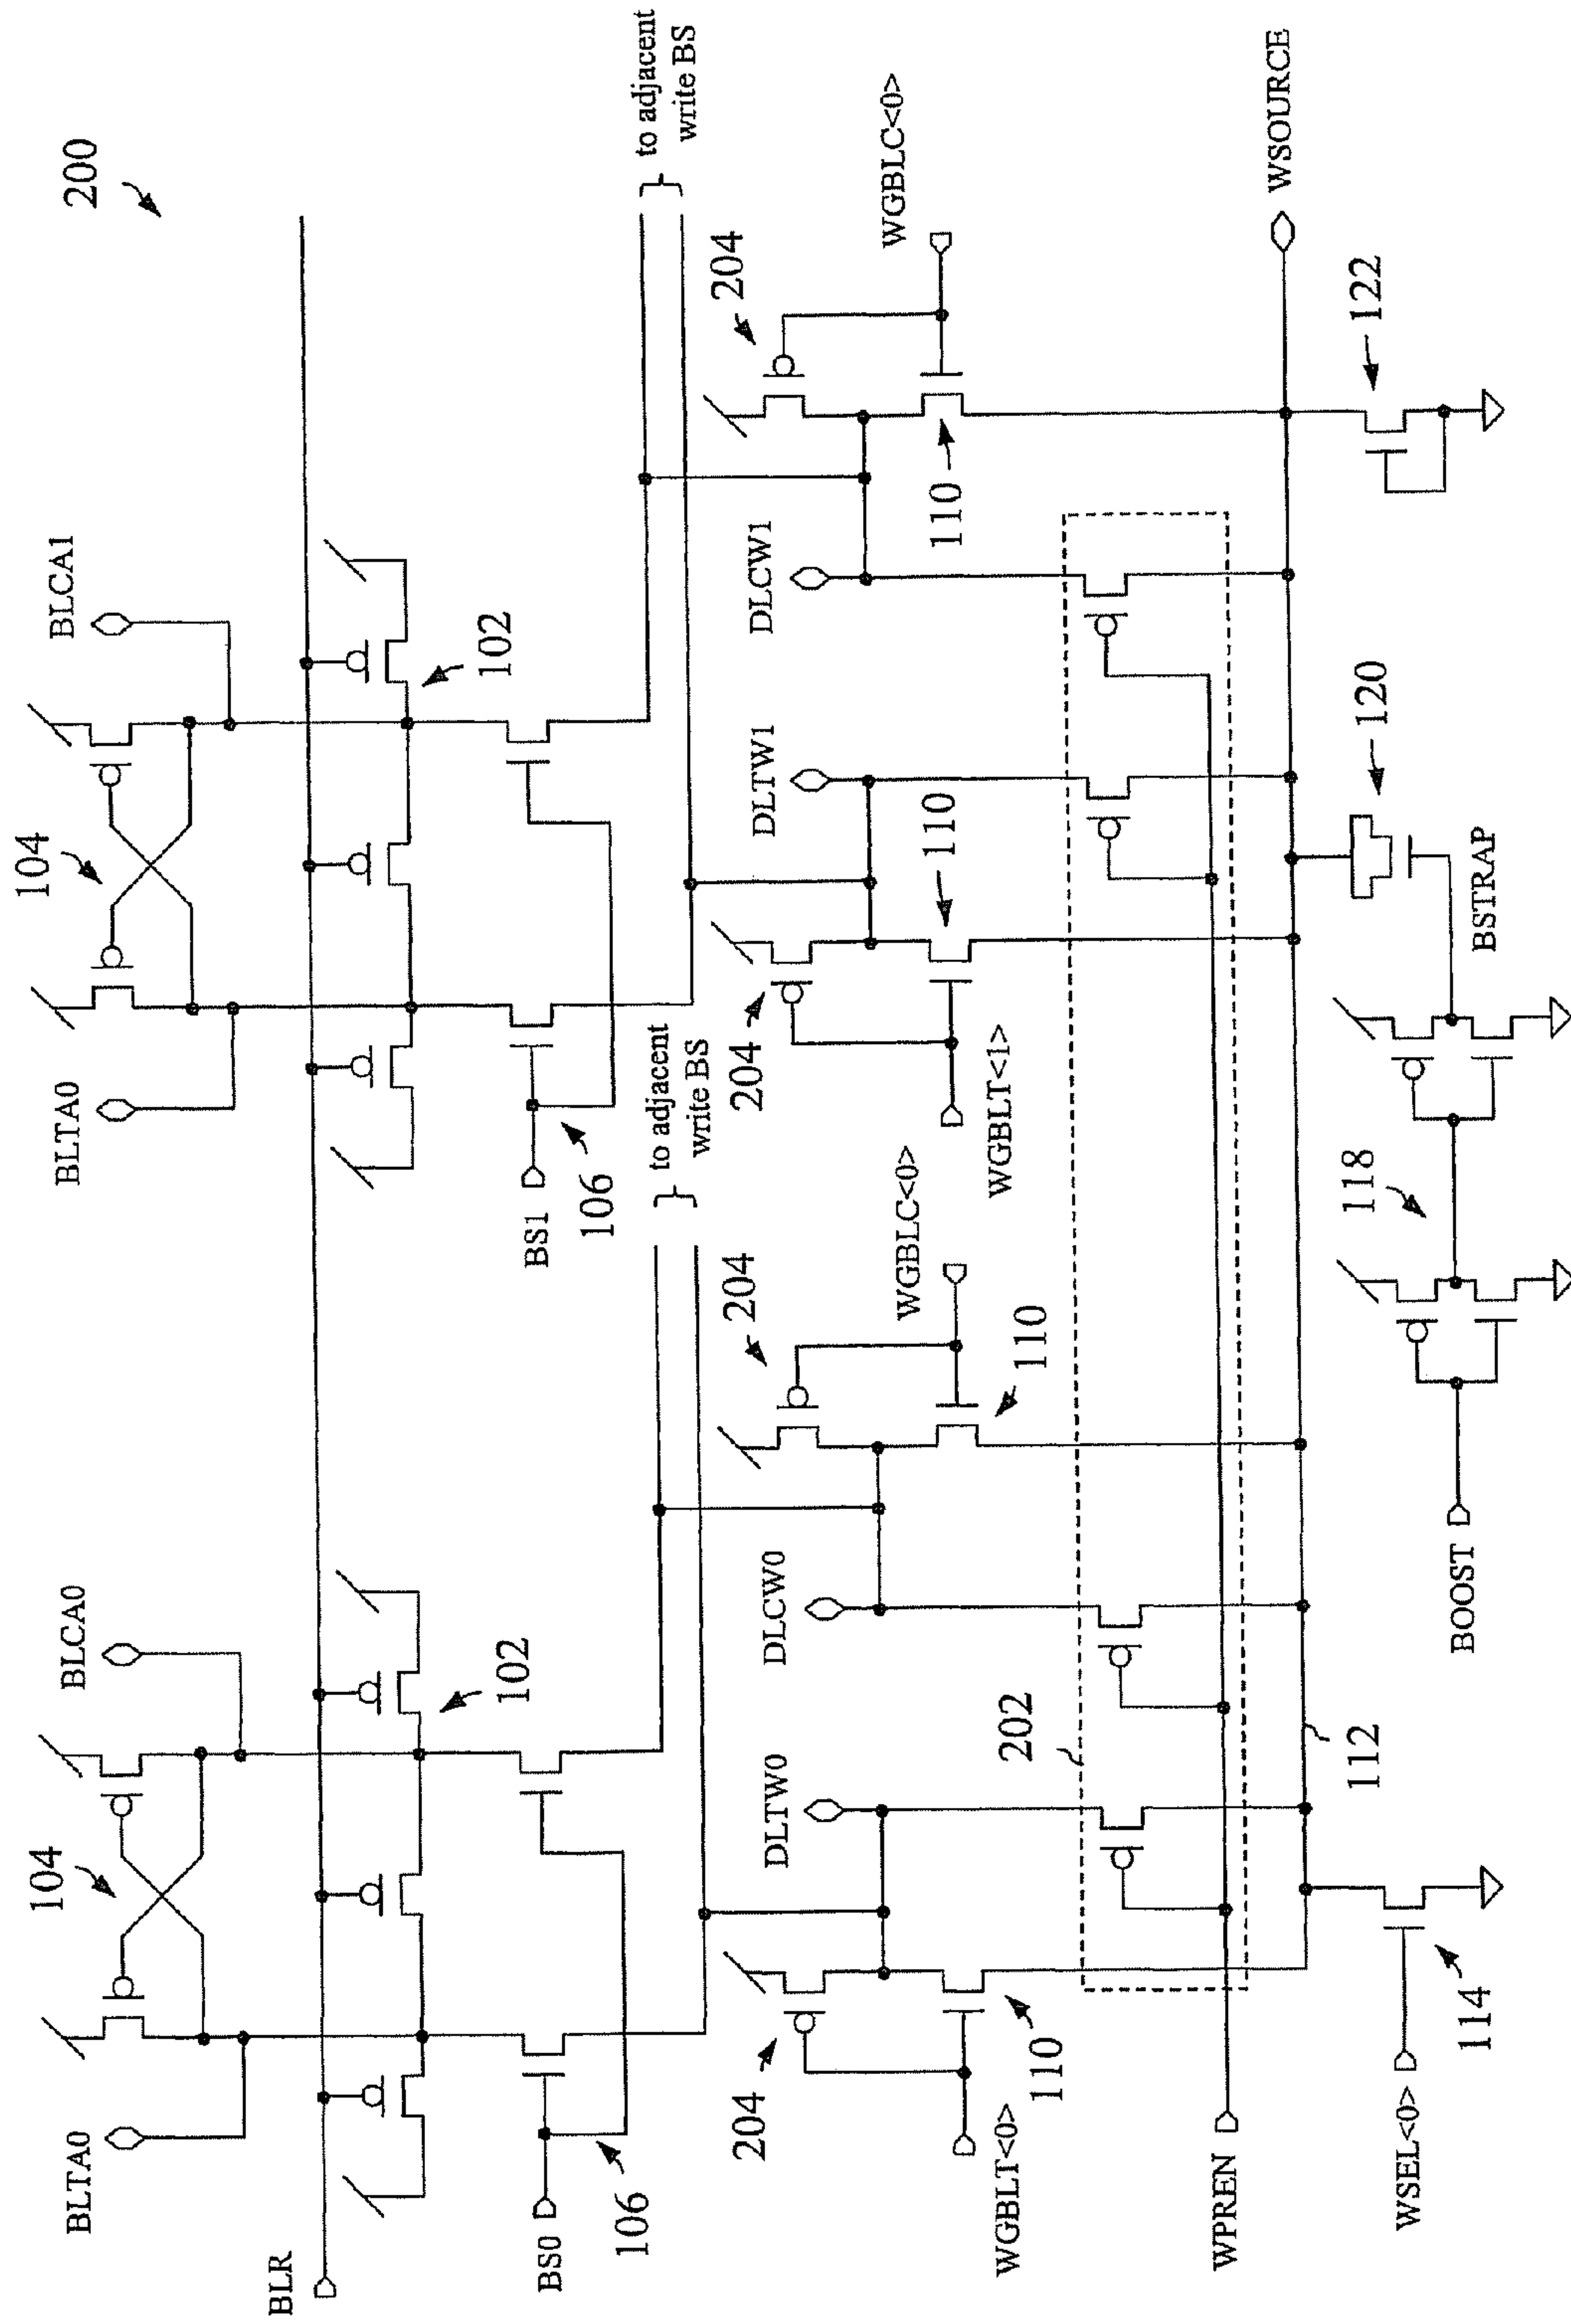 200
BLTA0
104
BLCA0
BLTA0
104
BLCA1
BLR
102
102
BS0
106
BS1
106
to adjacent
write BS
to adjacent
write BS
204
DLTW0
DLCW0
204
WGBLC<0>
204
DLTW1
DLCW1
204
WGBLC<0>
WGBLT<0>
110
110
WGBLT<1>
110
110
202
WPREN
112
WSOURCE
WSEL<0>
114
BOOST
118
BSTRAP
120
122